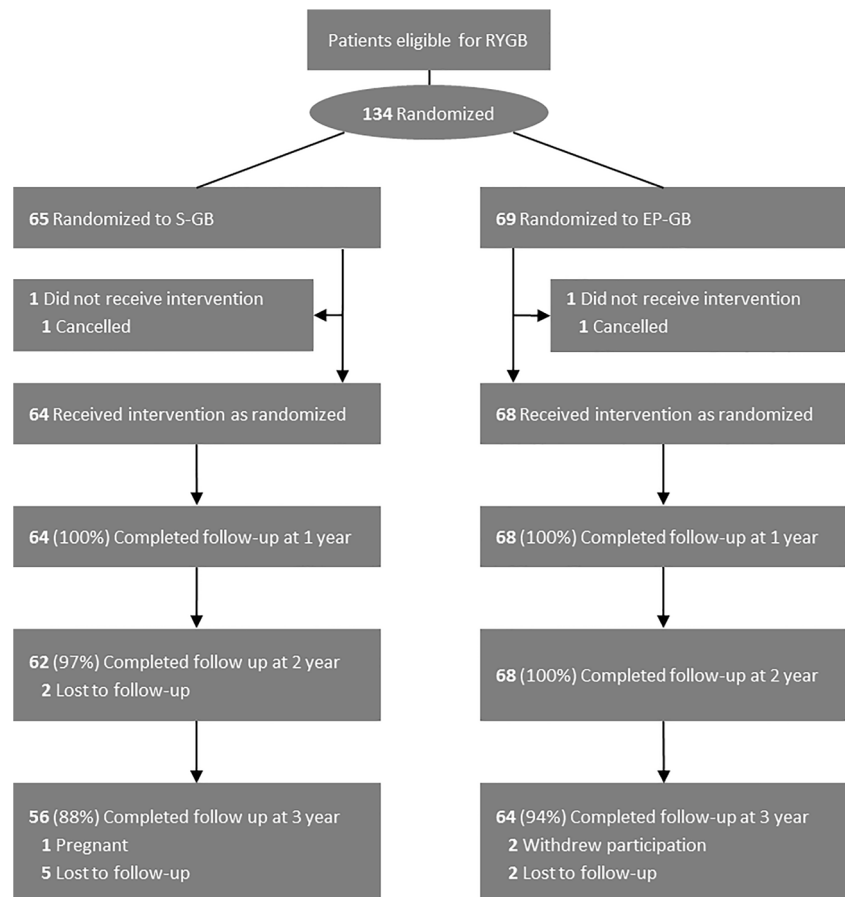 Patients eligible for RYGB
134 Randomized
65 Randomized to S-GB
69 Randomized to EP-GB
1 Did not receive intervention
1 Cancelled
1 Did not receive intervention
1 Cancelled
64 Received intervention as randomized
68 Received intervention as randomized
64 (100%) Completed follow-up at 1 year
68 (100%) Completed follow-up at 1 year
62 (97%) Completed follow up at 2 year
2 Lost to follow-up
68 (100%) Completed follow-up at 2 year
56 (88%) Completed follow up at 3 year
1 Pregnant
5 Lost to follow-up
64 (94%) Completed follow-up at 3 year
2 Withdrew participation
2 Lost to follow-up